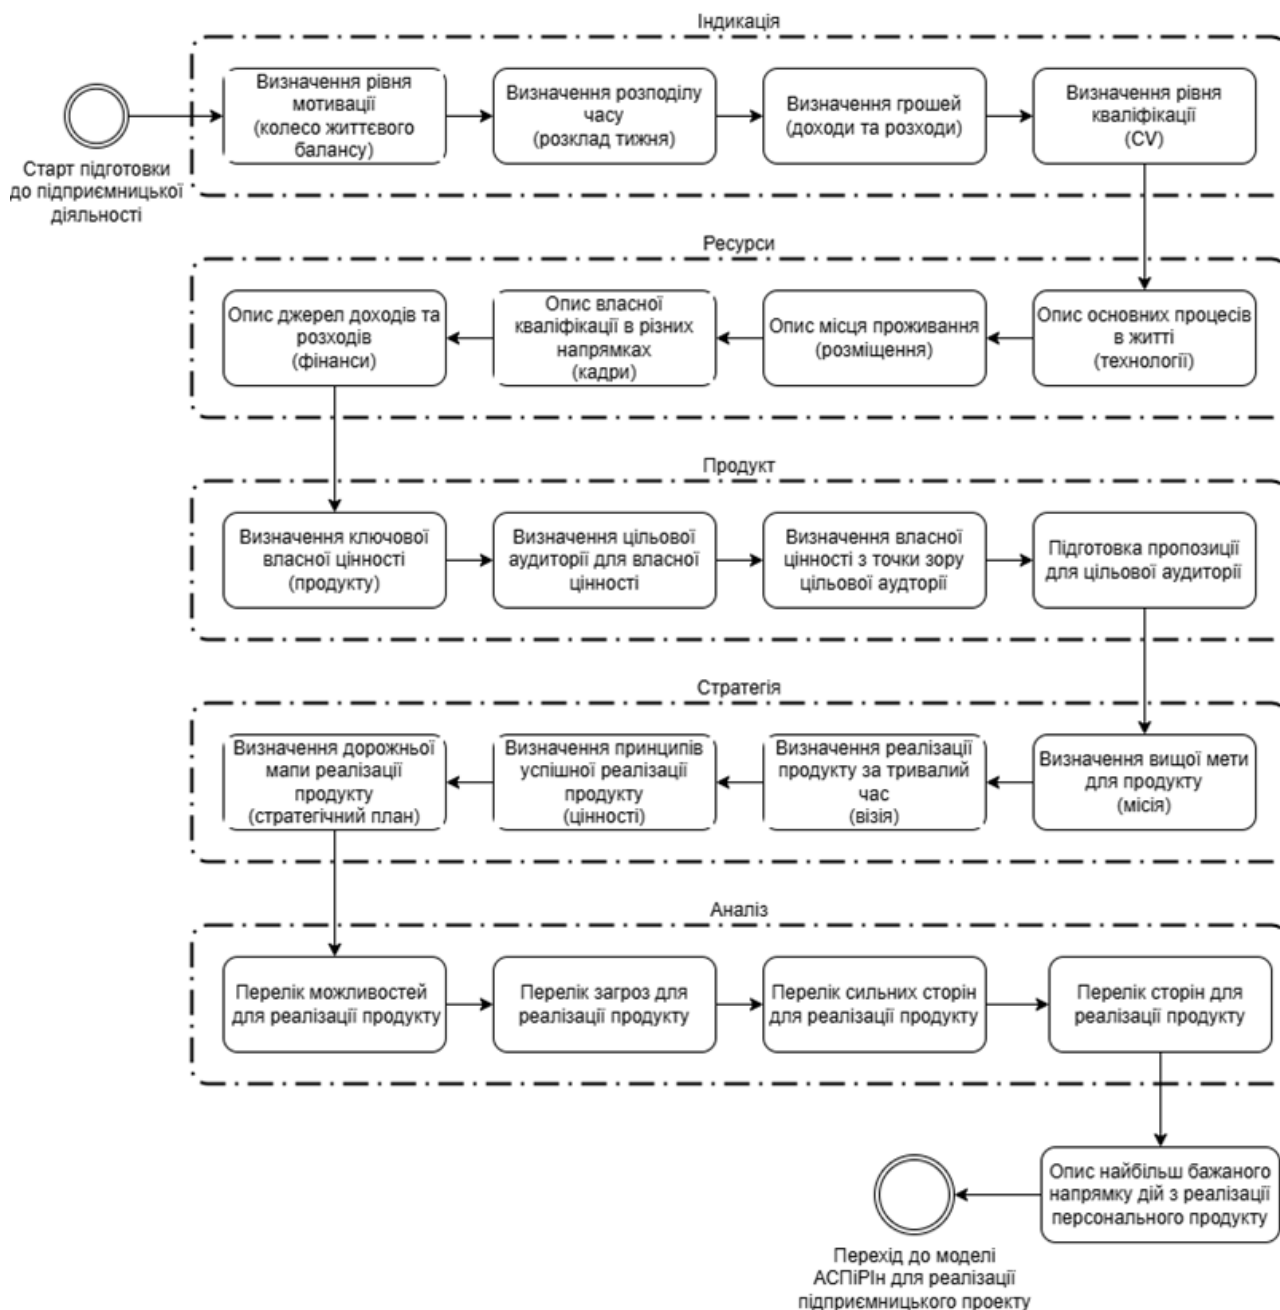 Індикація
Визначення рівня
мотивації
(колесо життєвого
балансу)
Визначення розподілу
часу
(розклад тижня)
Визначення грошей
(доходи та розходи)
Визначення рівня
кваліфікації
(CV)
Старт підготовки
до підприємницької
діяльності
Ресурси
Опис джерел доходів та
розходів
(фінанси)
Опис власної
кваліфікації в різних
напрямках
(кадри)
Опис місця проживання
(розміщення)
Опис основних процесів
в житті
(технології)
Продукт
Визначення ключової
власної цінності
(продукту)
Визначення цільової
аудиторії для власної
цінності
Визначення власної
цінності з точки зору
цільової аудторії
Підготовка пропозиції
для цільової аудиторії
Стратегія
Визначення дорожньої
мапи реалізації
продукту
(стратегічний план)
Визначення принципів
успішної реалізації
продукту
(цінності)
Визначення реалізації
продукту за тривалий
час
(візія)
Визначення вищої мети
для продукту
(місія)
Аналіз
Перелік можливостей
для реалізації продукту
Перелік загроз для
реалізації продукту
Перелік сильних сторін
для реалізації продукту
Перелік сторін для
реалізації продукту
Опис найбільш бажаного
напрямку дій з реалізації
персонального продукту
Перехід до моделі
АСПіРІн для реалізації
підприємницького проекту